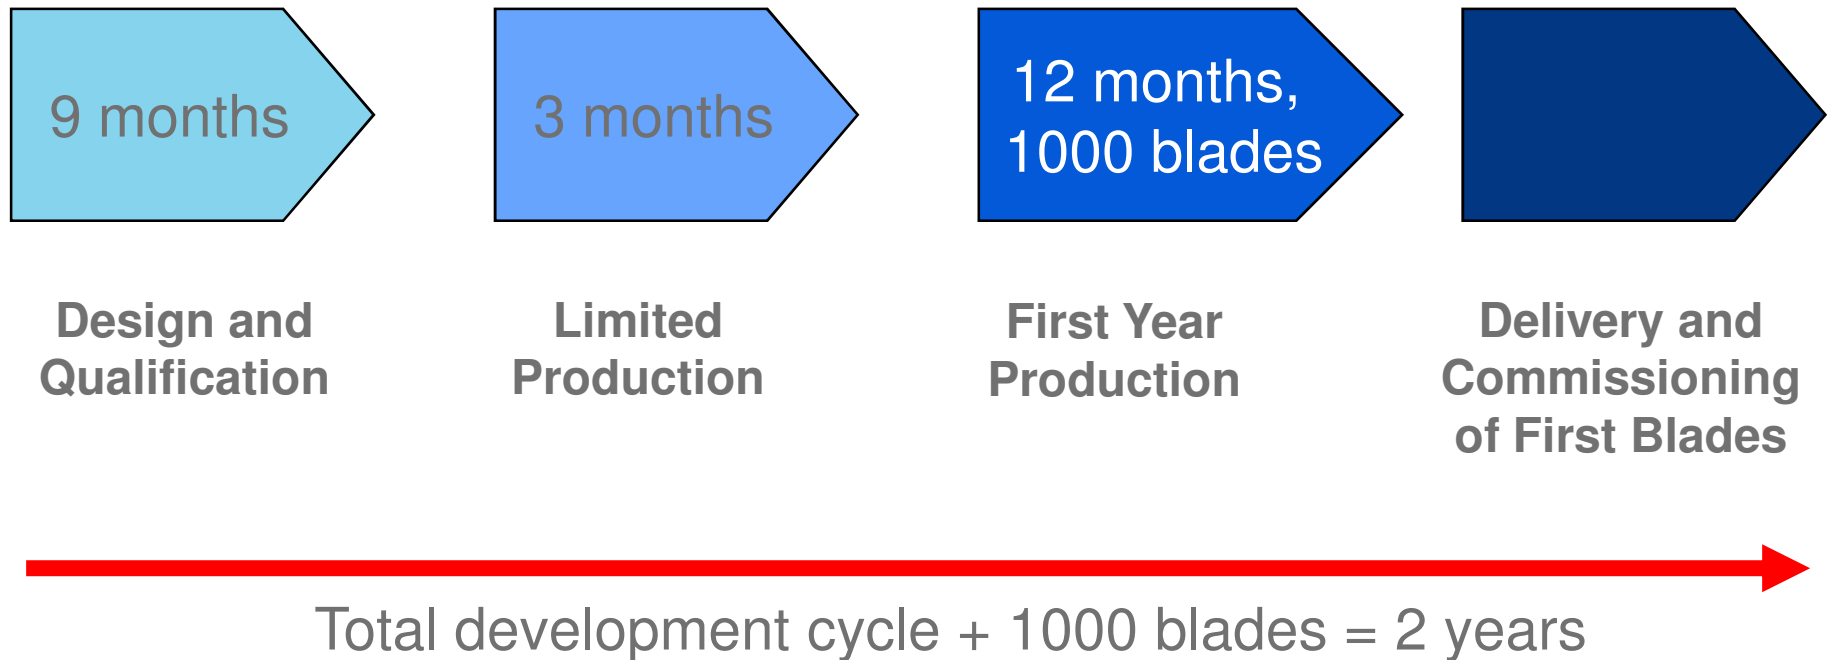 9 months
3 months
12 months,
1000 blades
Design and
Qualification
Limited
Production
First Year
Production
Delivery and
Commissioning
of First Blades
Total development cycle + 1000 blades = 2 years